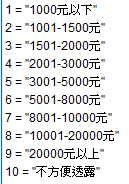 1 = "1000元以下"
2 = "1001-1500元"
3 = "1501-2000元"
4 = "2001-3000元"
5 = "3001-5000元"
6 = "5001-8000元"
7 = "8001-10000元"
8 = "10001-20000元"
9 = "20000元以上"
10 = "不方便透露"